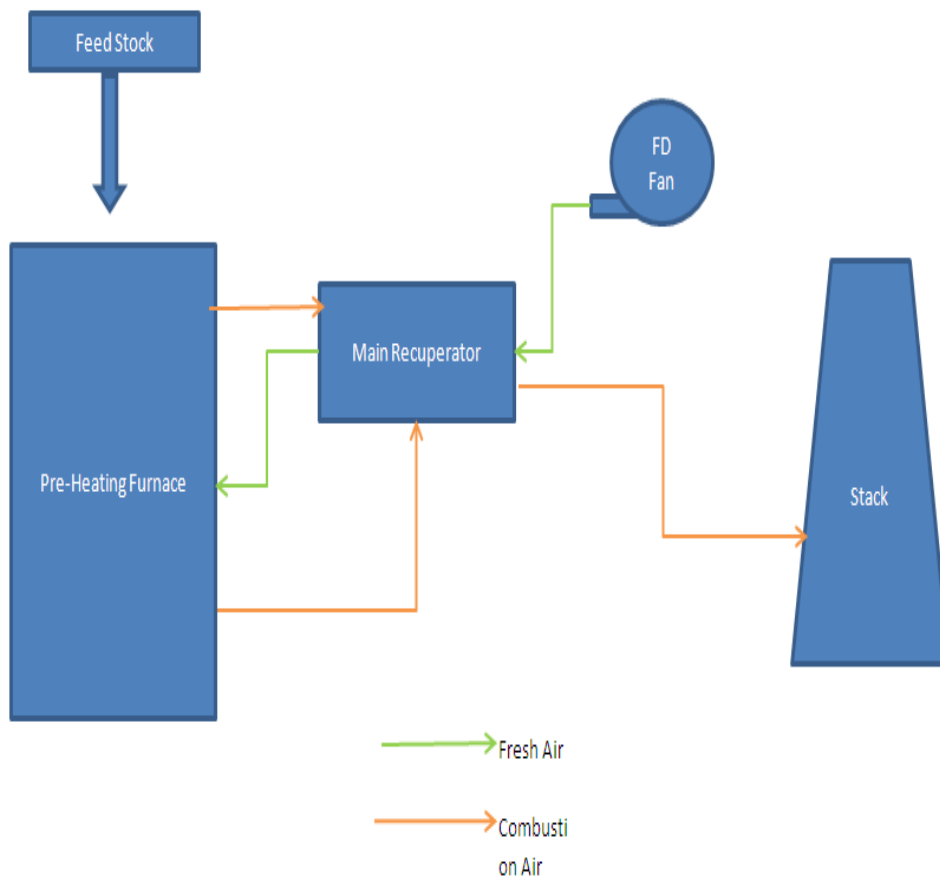 Feed Stock
FD
Fan
Main Recuperator
Pre-Heating Furnace
Stack
Fresh Air
Combusti
on Air